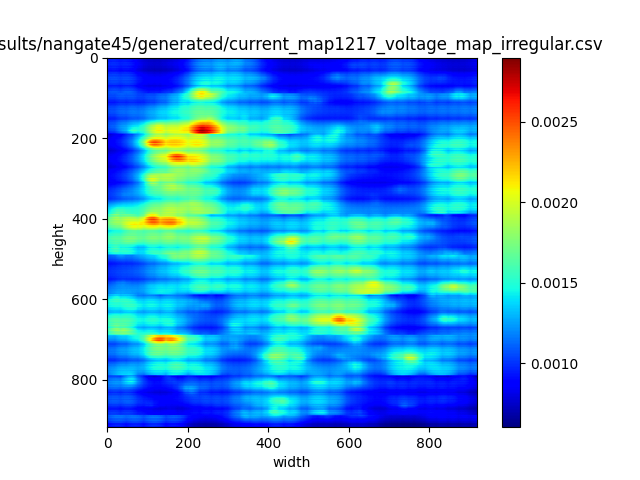 sults/nangate45/generated/current_map1217_voltage_map_irregular.csv
0
200
400
600
800
height
0 200 400 600 800
width
0.0025
0.0020
0.0015
0.0010